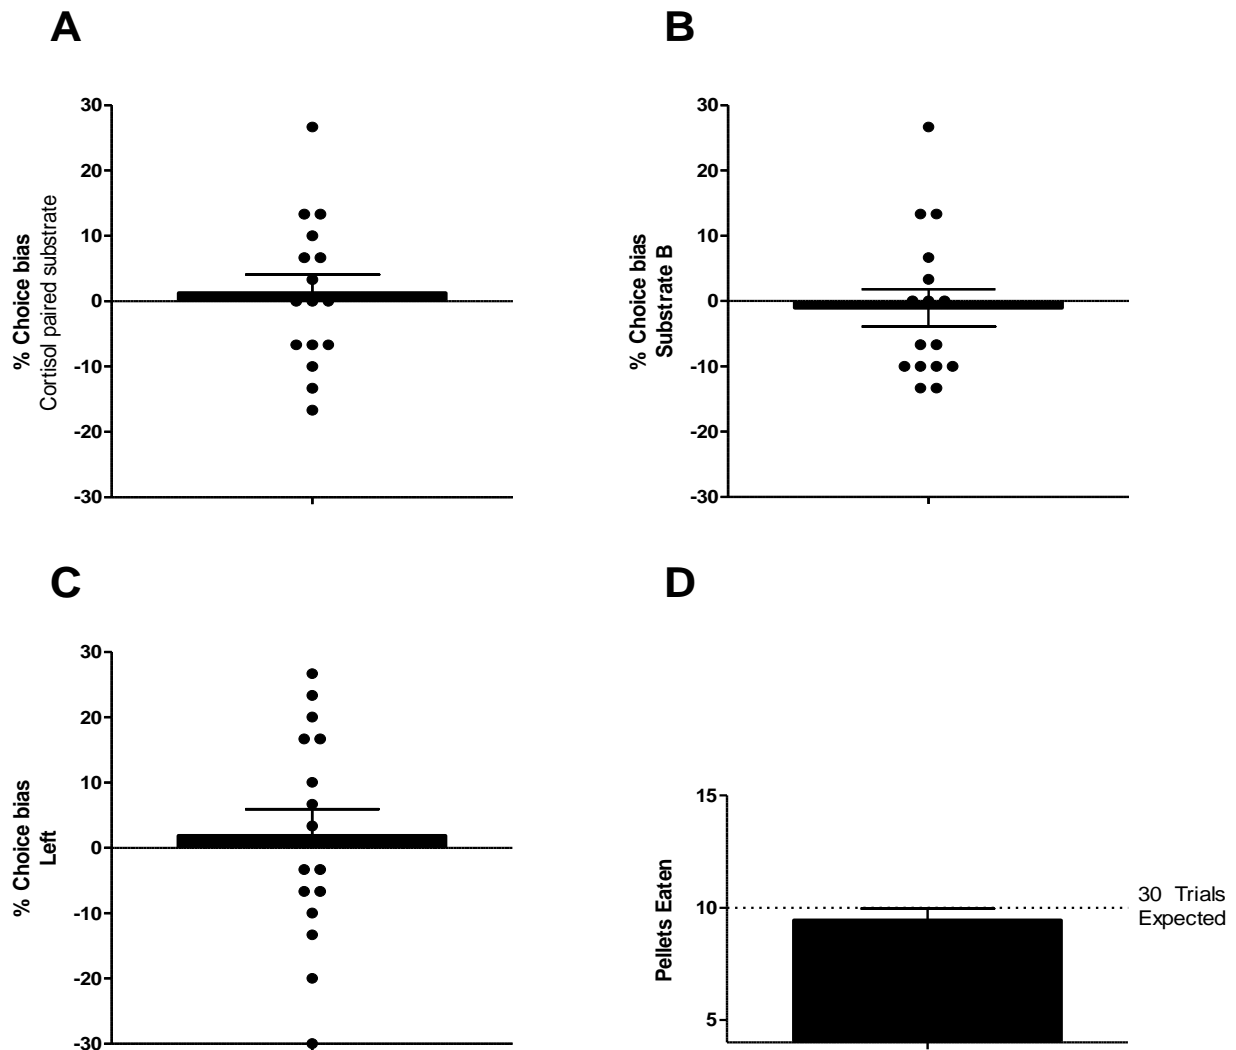 A
30
20
10
0
-10
-20
-30
% Choice bias
Cortisol paired substrate
B
30
20
10
0
-10
-20
-30
% Choice bias
Substrate B
C
30
20
10
0
-10
-20
-30
% Choice bias
Left
D
15
10
5
Pellets Eaten
30 Trials
Expected